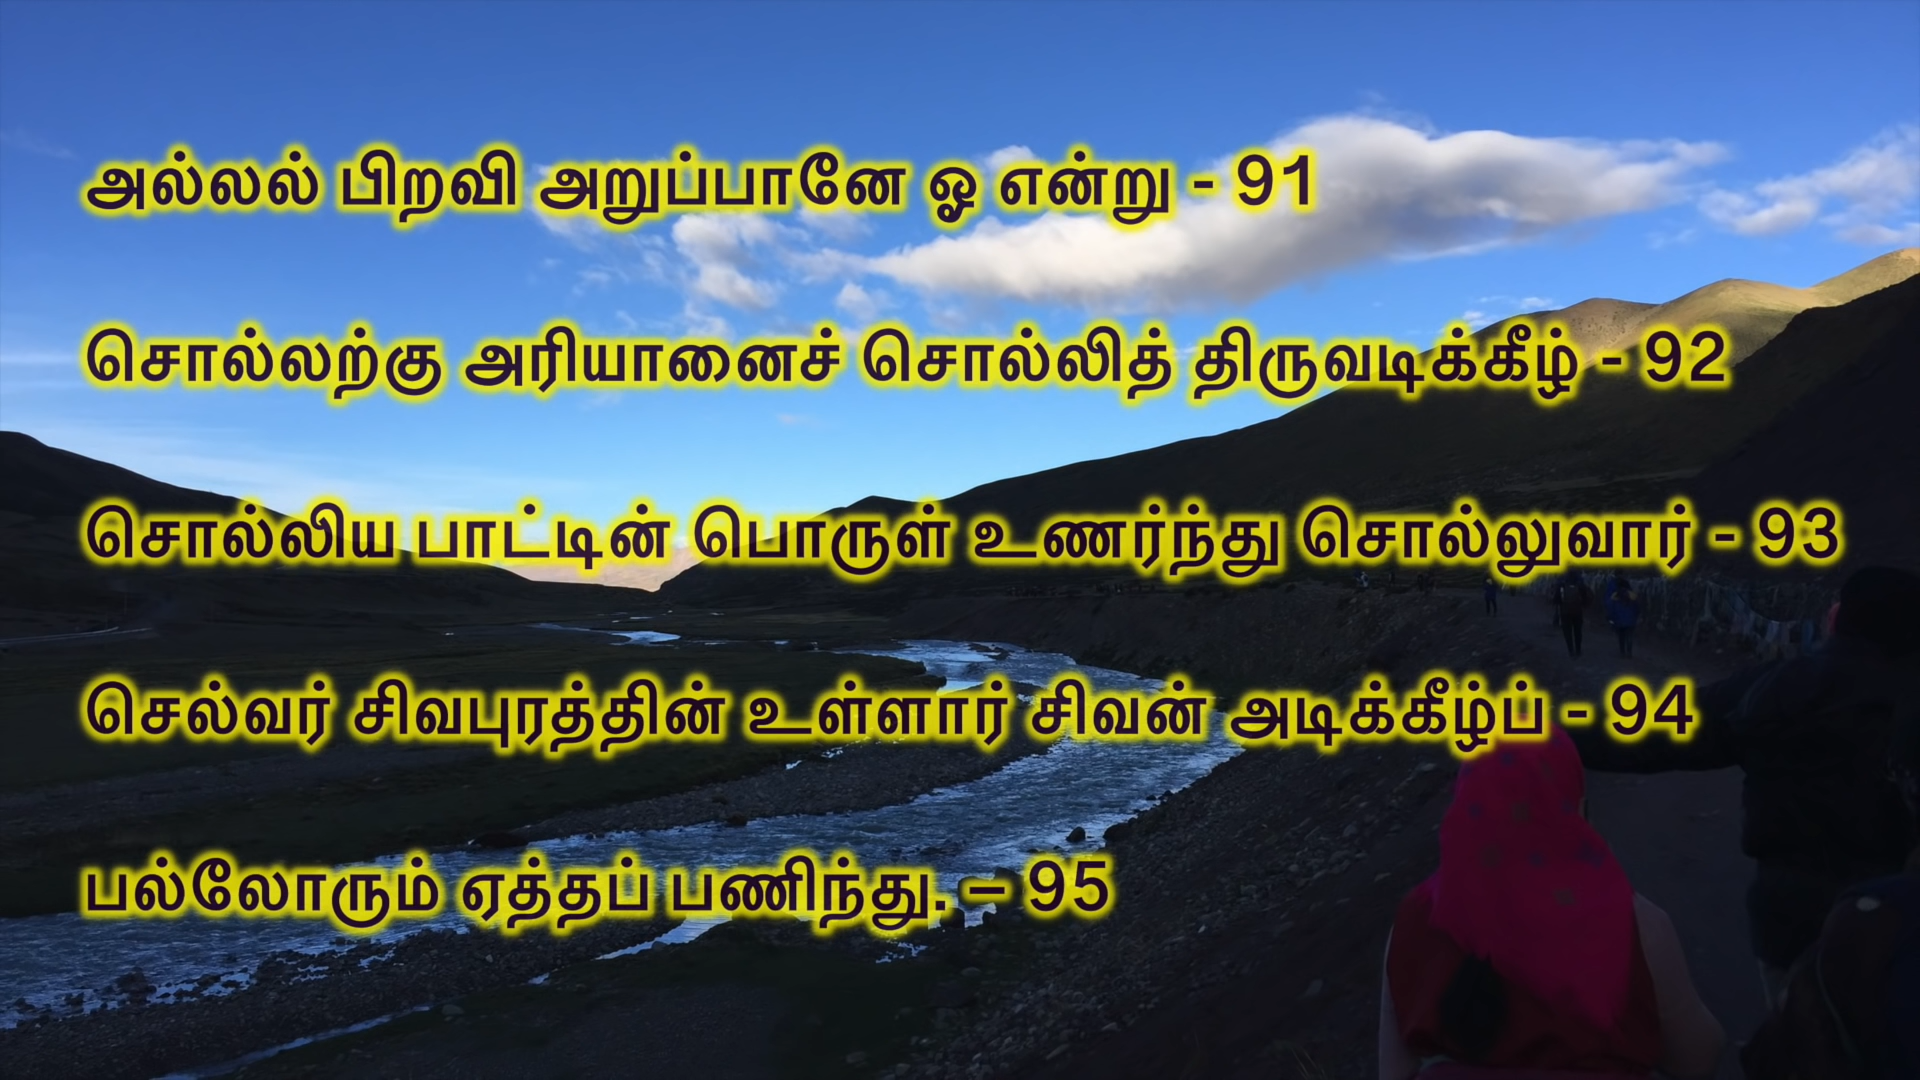 அல்லல் பிறவி அறுப்பானே ஓ என்று - 91
சொல்லற்கு அரியானைச் சொல்லித் திருவடிக்கீழ் - 92
சொல்லிய பாட்டின் பொருள் உணர்ந்து சொல்லுவார் - 93
செல்வர் சிவபுரத்தின் உள்ளார் சிவன் அடிக்கீழ்ப் - 94
பல்லோரும் ஏத்தப் பணிந்து. – 95